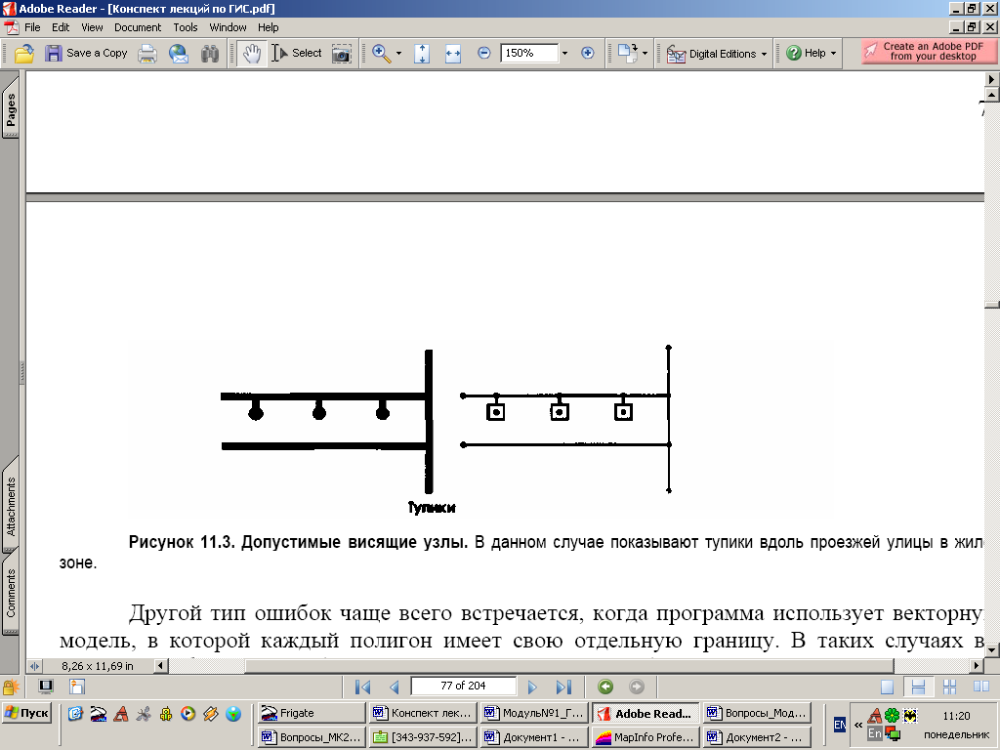 Adobe Reader - [Конспект лекций по ГИС.pdf]
File Edit View Document Tools Window Help
Save a Copy Select 150% Digital Editions Help Create an Adobe PDF
from your desktop
Pages
Attachments
Comments
Тупики
Рисунок 11.3. Допустимые висящие узлы. В данном случае показывают тупики вдоль проезжей улицы в жил
зоне.
Другой тип ошибок чаще всего встречается, когда программа использует векторну
модель, в которой каждый полигон имеет свою отдельную границу. В таких случаях в
8,26 x 11,69 in
77 of 204
Пуск Frigate Конспект лек... МодульN91_Г... Adobe Read... Вопросы_Мод... EN « 11:20
Вопросы_МК2... [343-937-592]... Документ1 - ... MapInfo Profe... Документ2 - ... En понедельник